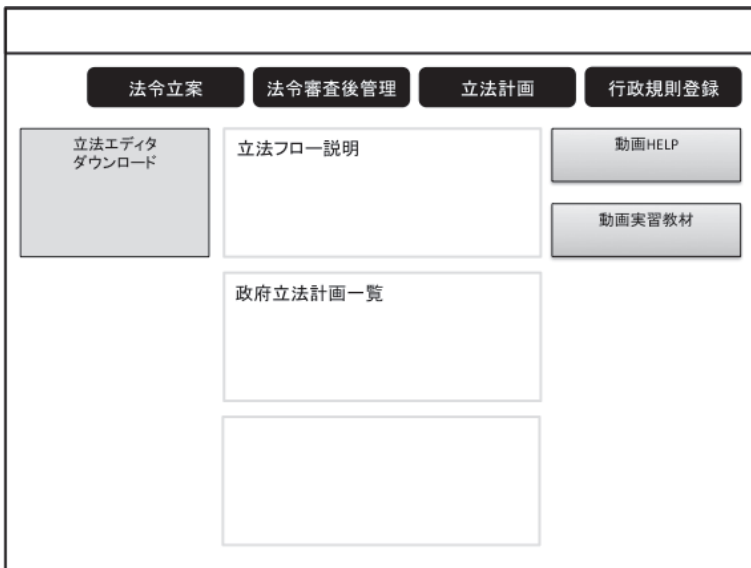 法令立案
法令審査後管理
立法計画
行政規則登録
立法エディタ
ダウンロード
立法フロー説明
動画HELP
動画実習教材
政府立法計画一覧